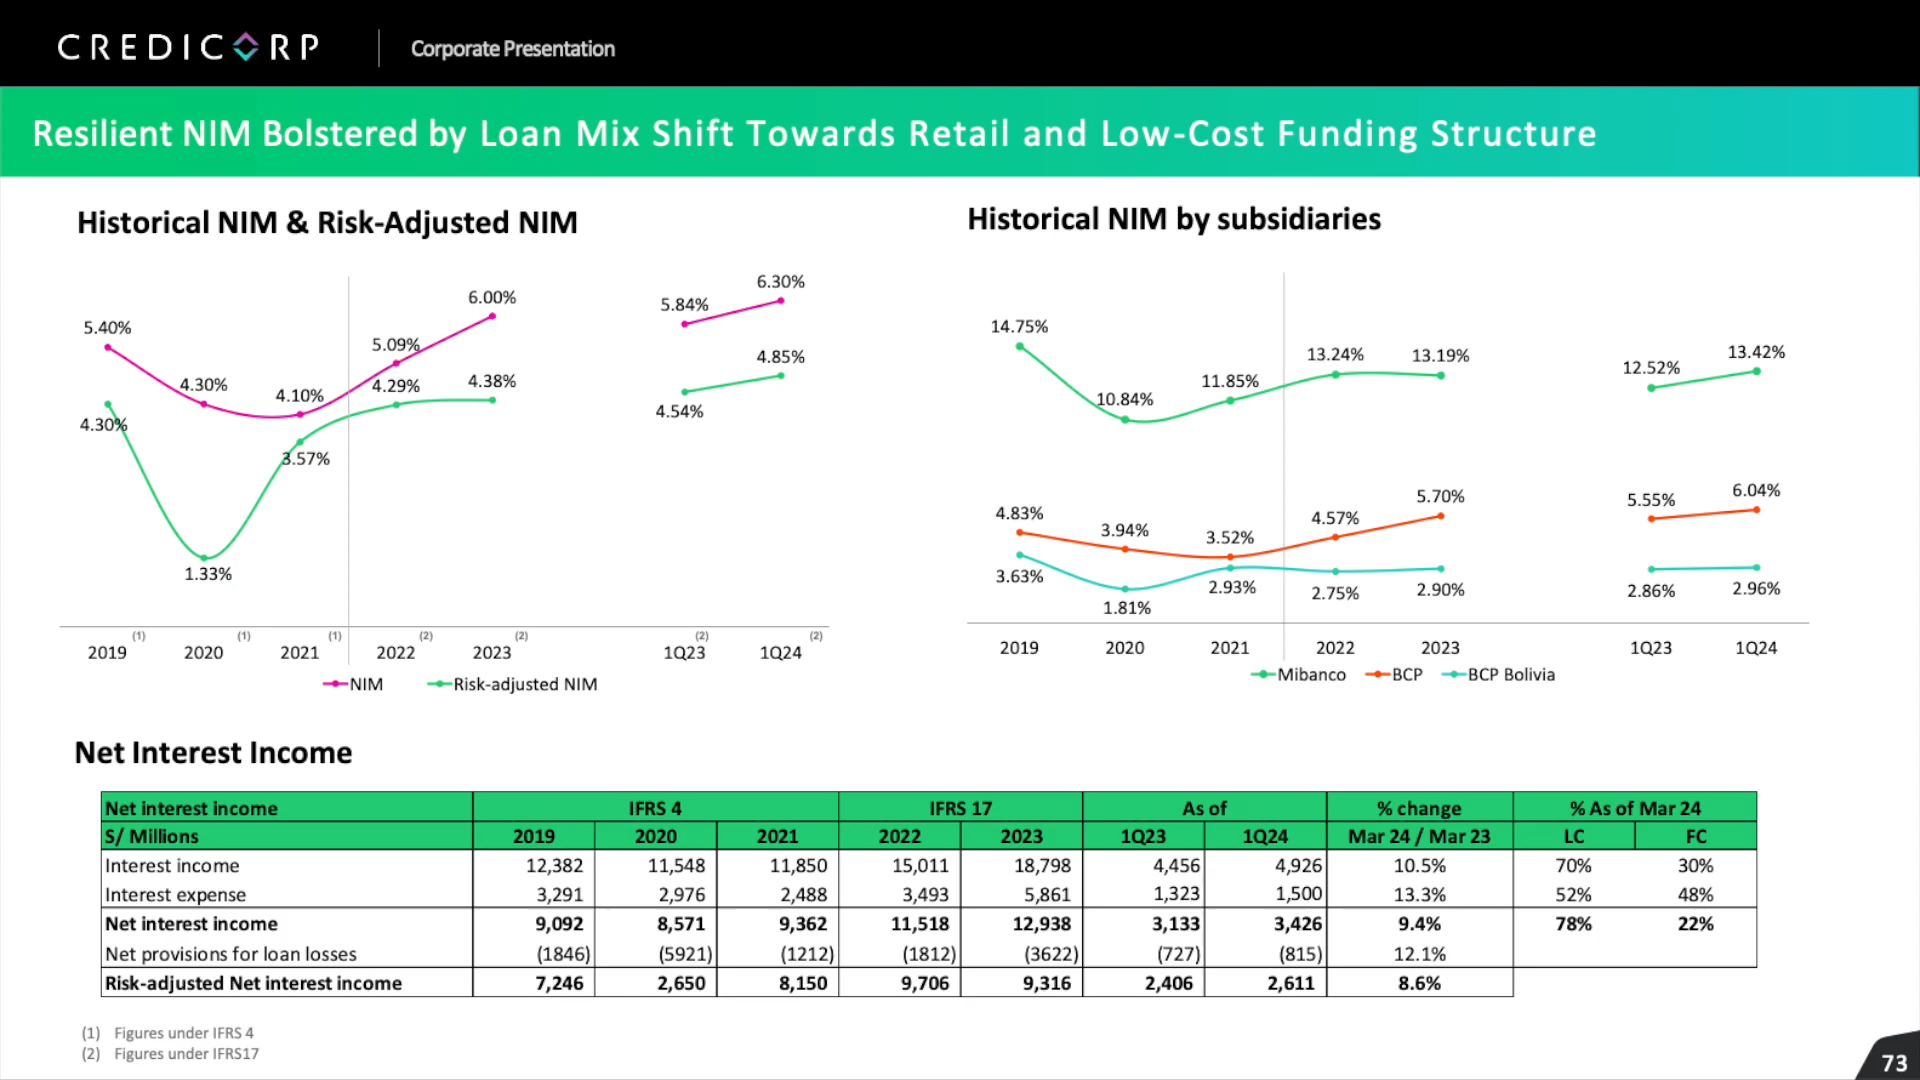 CREDICORP
Corporate Presentation
Resilient NIM Bolstered by Loan Mix Shift Towards Retail and Low-Cost Funding Structure
Historical NIM & Risk-Adjusted NIM
5.40%
4.30%
4.10%
5.09%
6.00%
5.84%
6.30%
4.30%
1.33%
3.57%
4.29%
4.38%
4.54%
4.85%
2019 (1) 2020 (1) 2021 (1) 2022 (2) 2023 (2) 1Q23 (2) 1Q24 (2)
NIM Risk-adjusted NIM
Historical NIM by subsidiaries
14.75%
10.84%
11.85%
13.24%
13.19%
12.52%
13.42%
4.83%
3.94%
3.52%
4.57%
5.70%
5.55%
6.04%
3.63%
1.81%
2.93%
2.75%
2.90%
2.86%
2.96%
2019 2020 2021 2022 2023 1Q23 1Q24
Mibanco BCP BCP Bolivia
Net Interest Income
Net interest income IFRS 4 IFRS 17 As of % change % As of Mar 24
S/ Millions 2019 2020 2021 2022 2023 1Q23 1Q24 Mar 24 / Mar 23 LC FC
Interest income 12,382 11,548 11,850 15,011 18,798 4,456 4,926 10.5% 70% 30%
Interest expense 3,291 2,976 2,488 3,493 5,861 1,323 1,500 13.3% 52% 48%
Net interest income 9,092 8,571 9,362 11,518 12,938 3,133 3,426 9.4% 78% 22%
Net provisions for loan losses (1846) (5921) (1212) (1812) (3622) (727) (815) 12.1%
Risk-adjusted Net interest income 7,246 2,650 8,150 9,706 9,316 2,406 2,611 8.6%
(1) Figures under IFRS 4
(2) Figures under IFRS17
73